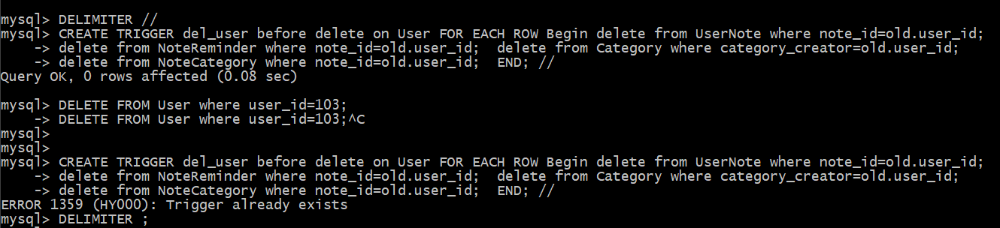 mysql> DELIMITER //
mysql> CREATE TRIGGER del_user before delete on User FOR EACH ROW Begin delete from UserNote where note_id=old.user_id;
    -> delete from NoteReminder where note_id=old.user_id;  delete from Category where category_creator=old.user_id;
    -> delete from NoteCategory where note_id=old.user_id;  END; //
Query OK, 0 rows affected (0.08 sec)
mysql> DELETE FROM User where user_id=103;
    -> DELETE FROM User where user_id=103;^C
mysql>
mysql>
mysql> CREATE TRIGGER del_user before delete on User FOR EACH ROW Begin delete from UserNote where note_id=old.user_id;
    -> delete from NoteReminder where note_id=old.user_id;  delete from Category where category_creator=old.user_id;
    -> delete from NoteCategory where note_id=old.user_id;  END; //
ERROR 1359 (HY000): Trigger already exists
mysql> DELIMITER ;